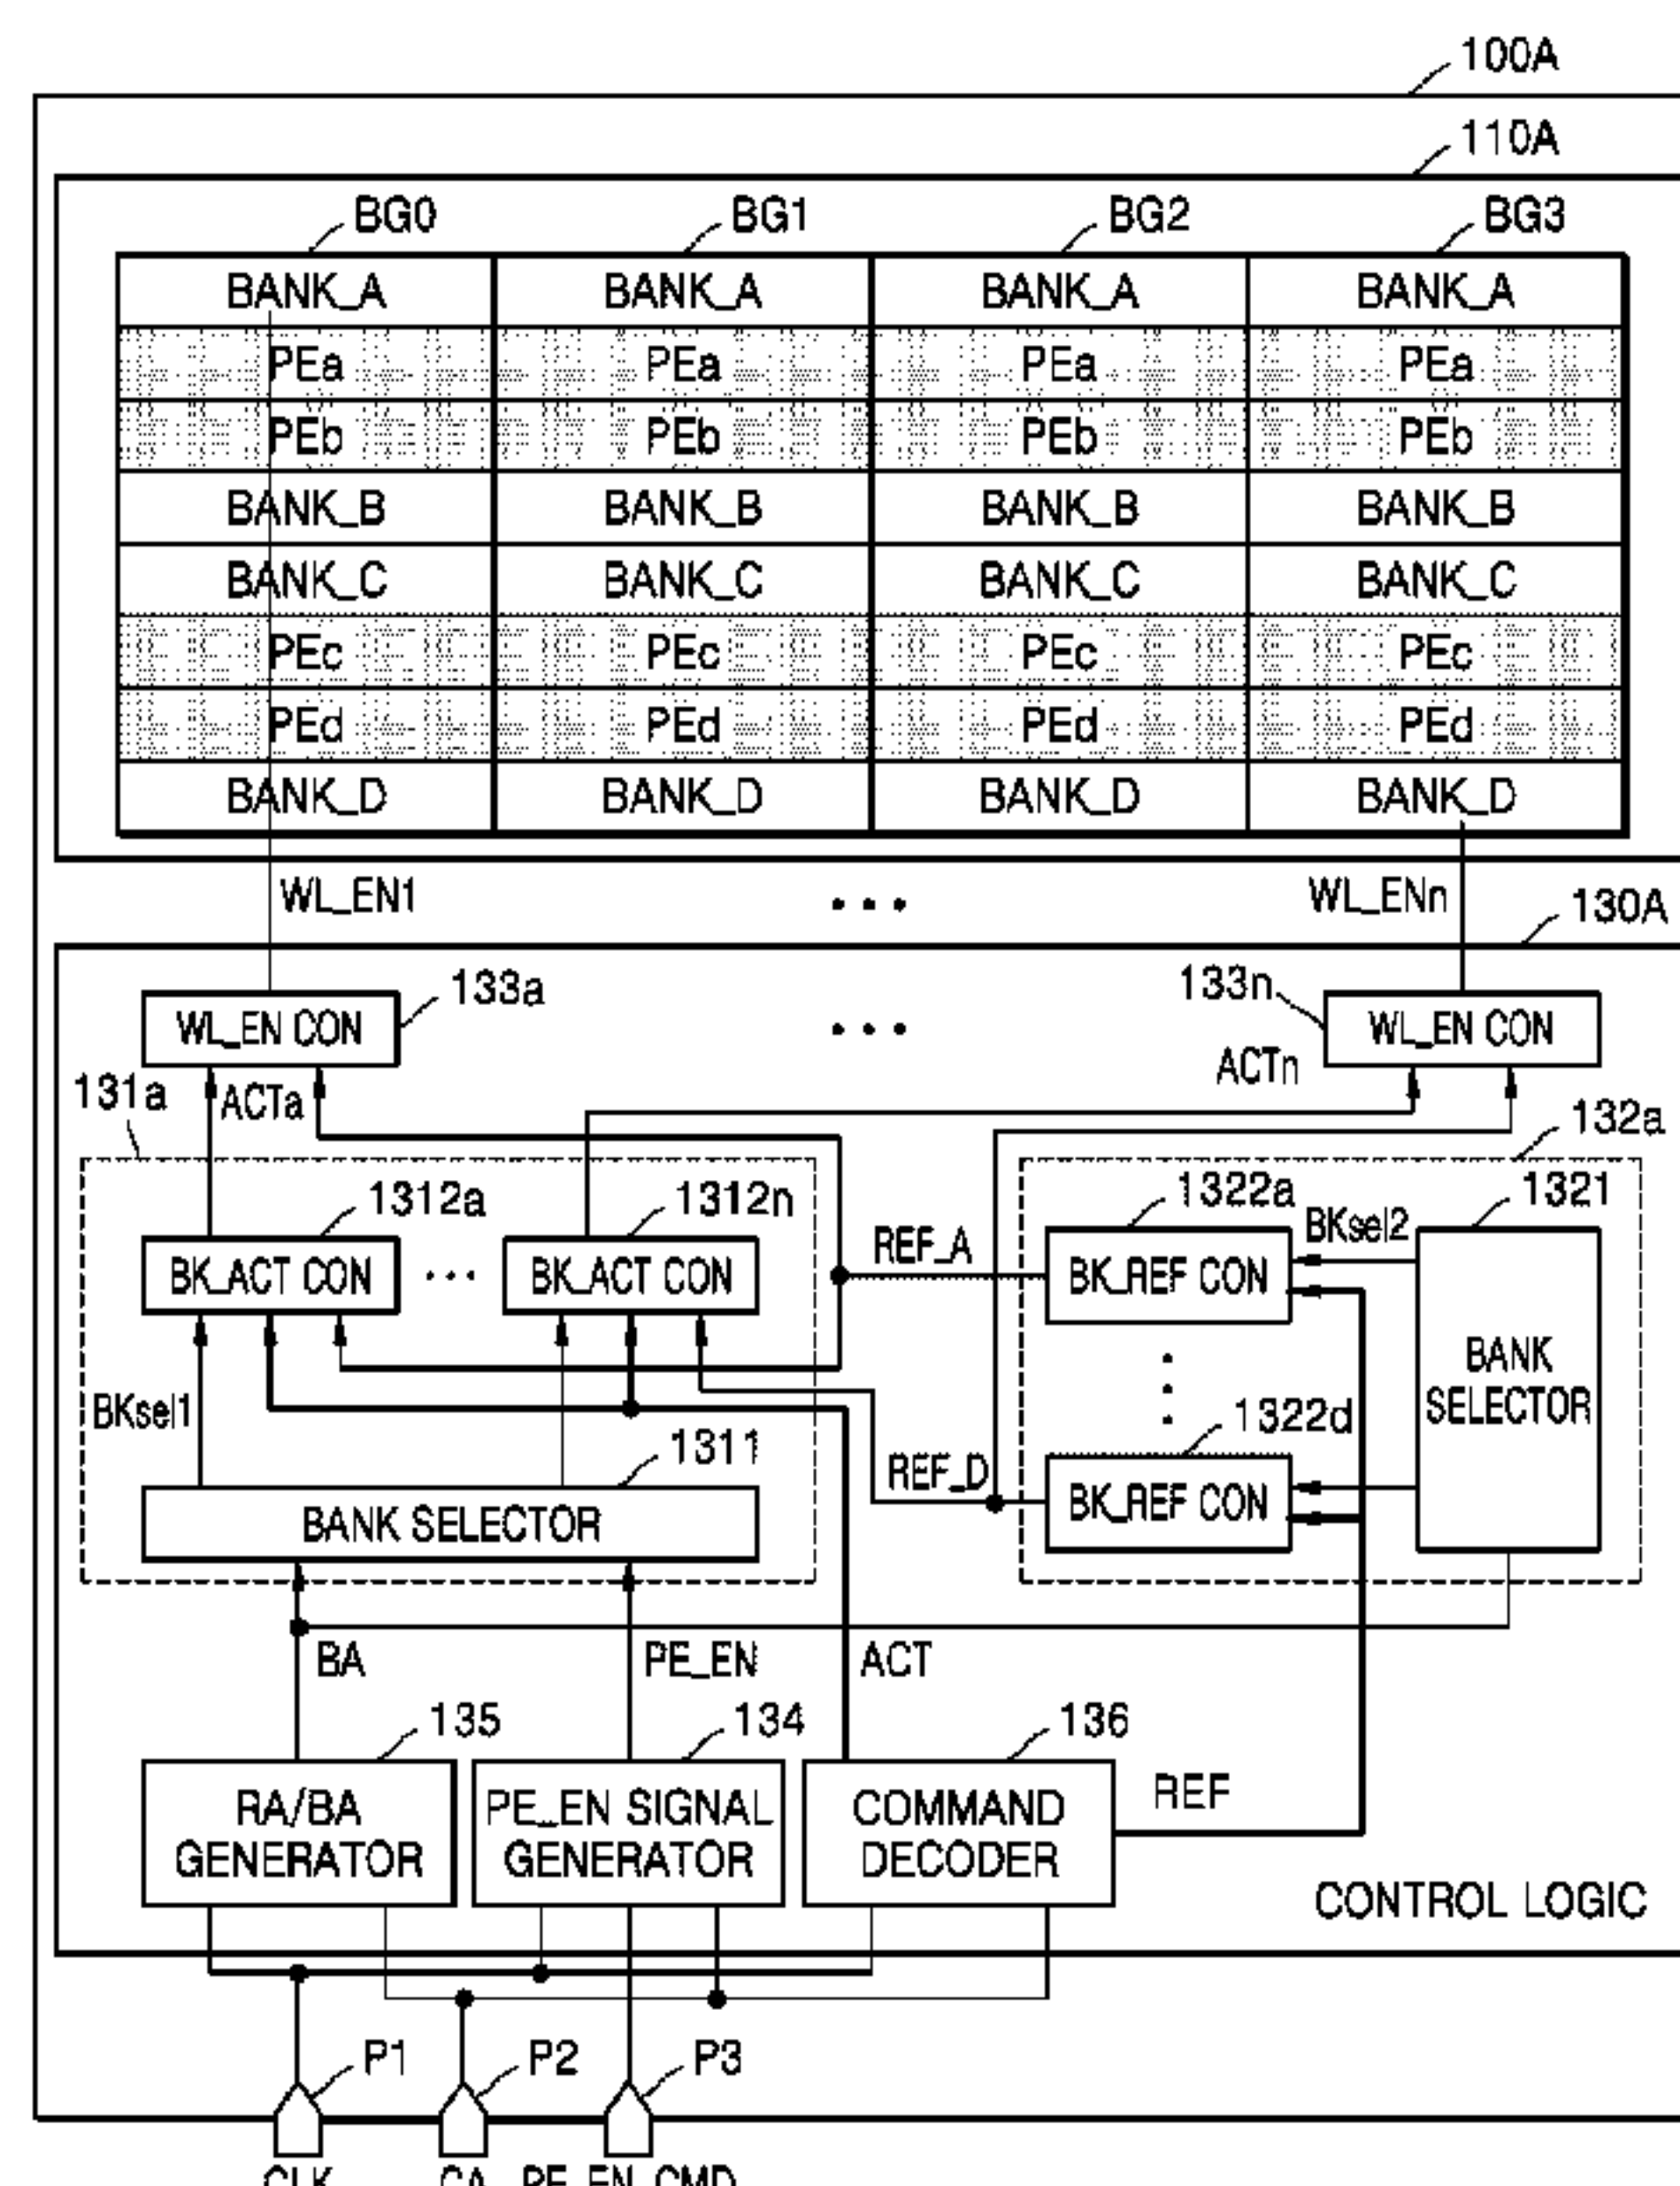 100A
110A
BG0 BG1 BG2 BG3
BANK_A BANK_A BANK_A BANK_A
PEa PEa PEa PEa
PEb PEb PEb PEb
BANK_B BANK_B BANK_B BANK_B
BANK_C BANK_C BANK_C BANK_C
PEc PEc PEc PEc
PEd PEd PEd PEd
BANK_D BANK_D BANK_D BANK_D
WL_EN1 ... WL_ENn
130A
133a 133n
WL_EN CON ... WL_EN CON
131a ACTa ACTn
132a
1312a 1312n 1322a 1321
BK_ACT CON ... BK_ACT CON
REF_A
BK_REF CON
BKsel2
BANK
SELECTOR
BKsel1
1311
1322d
REF_D
BANK SELECTOR
BK_REF CON
BA PE_EN ACT
135 134 136
RA/BA
GENERATOR
PE_EN SIGNAL
GENERATOR
COMMAND
DECODER
REF
CONTROL LOGIC
P1 P2 P3
CLK CA PE_EN_CMD